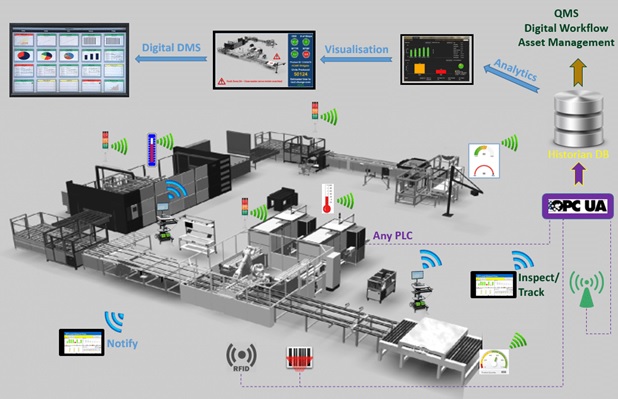 QMS
Digital Workflow
Asset Management
Digital DMS
Visualisation
Analytics
Historian DB
OPC UA
Any PLC
Inspect/
Track
Notify
RFID